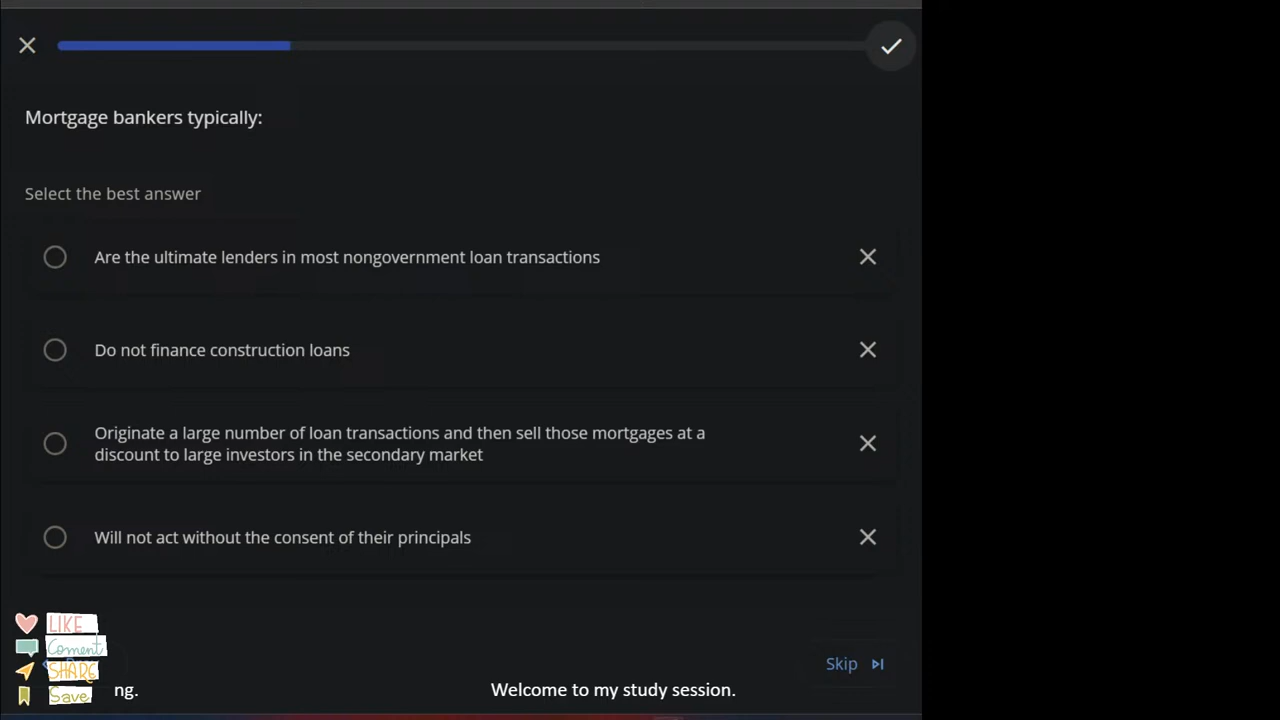 Mortgage bankers typically:
Select the best answer
Are the ultimate lenders in most nongovernment loan transactions
Do not finance construction loans
Originate a large number of loan transactions and then sell those mortgages at a
discount to large investors in the secondary market
Will not act without the consent of their principals
LIKE
Coment
SHARE
Save
Skip
ng.
Welcome to my study session.